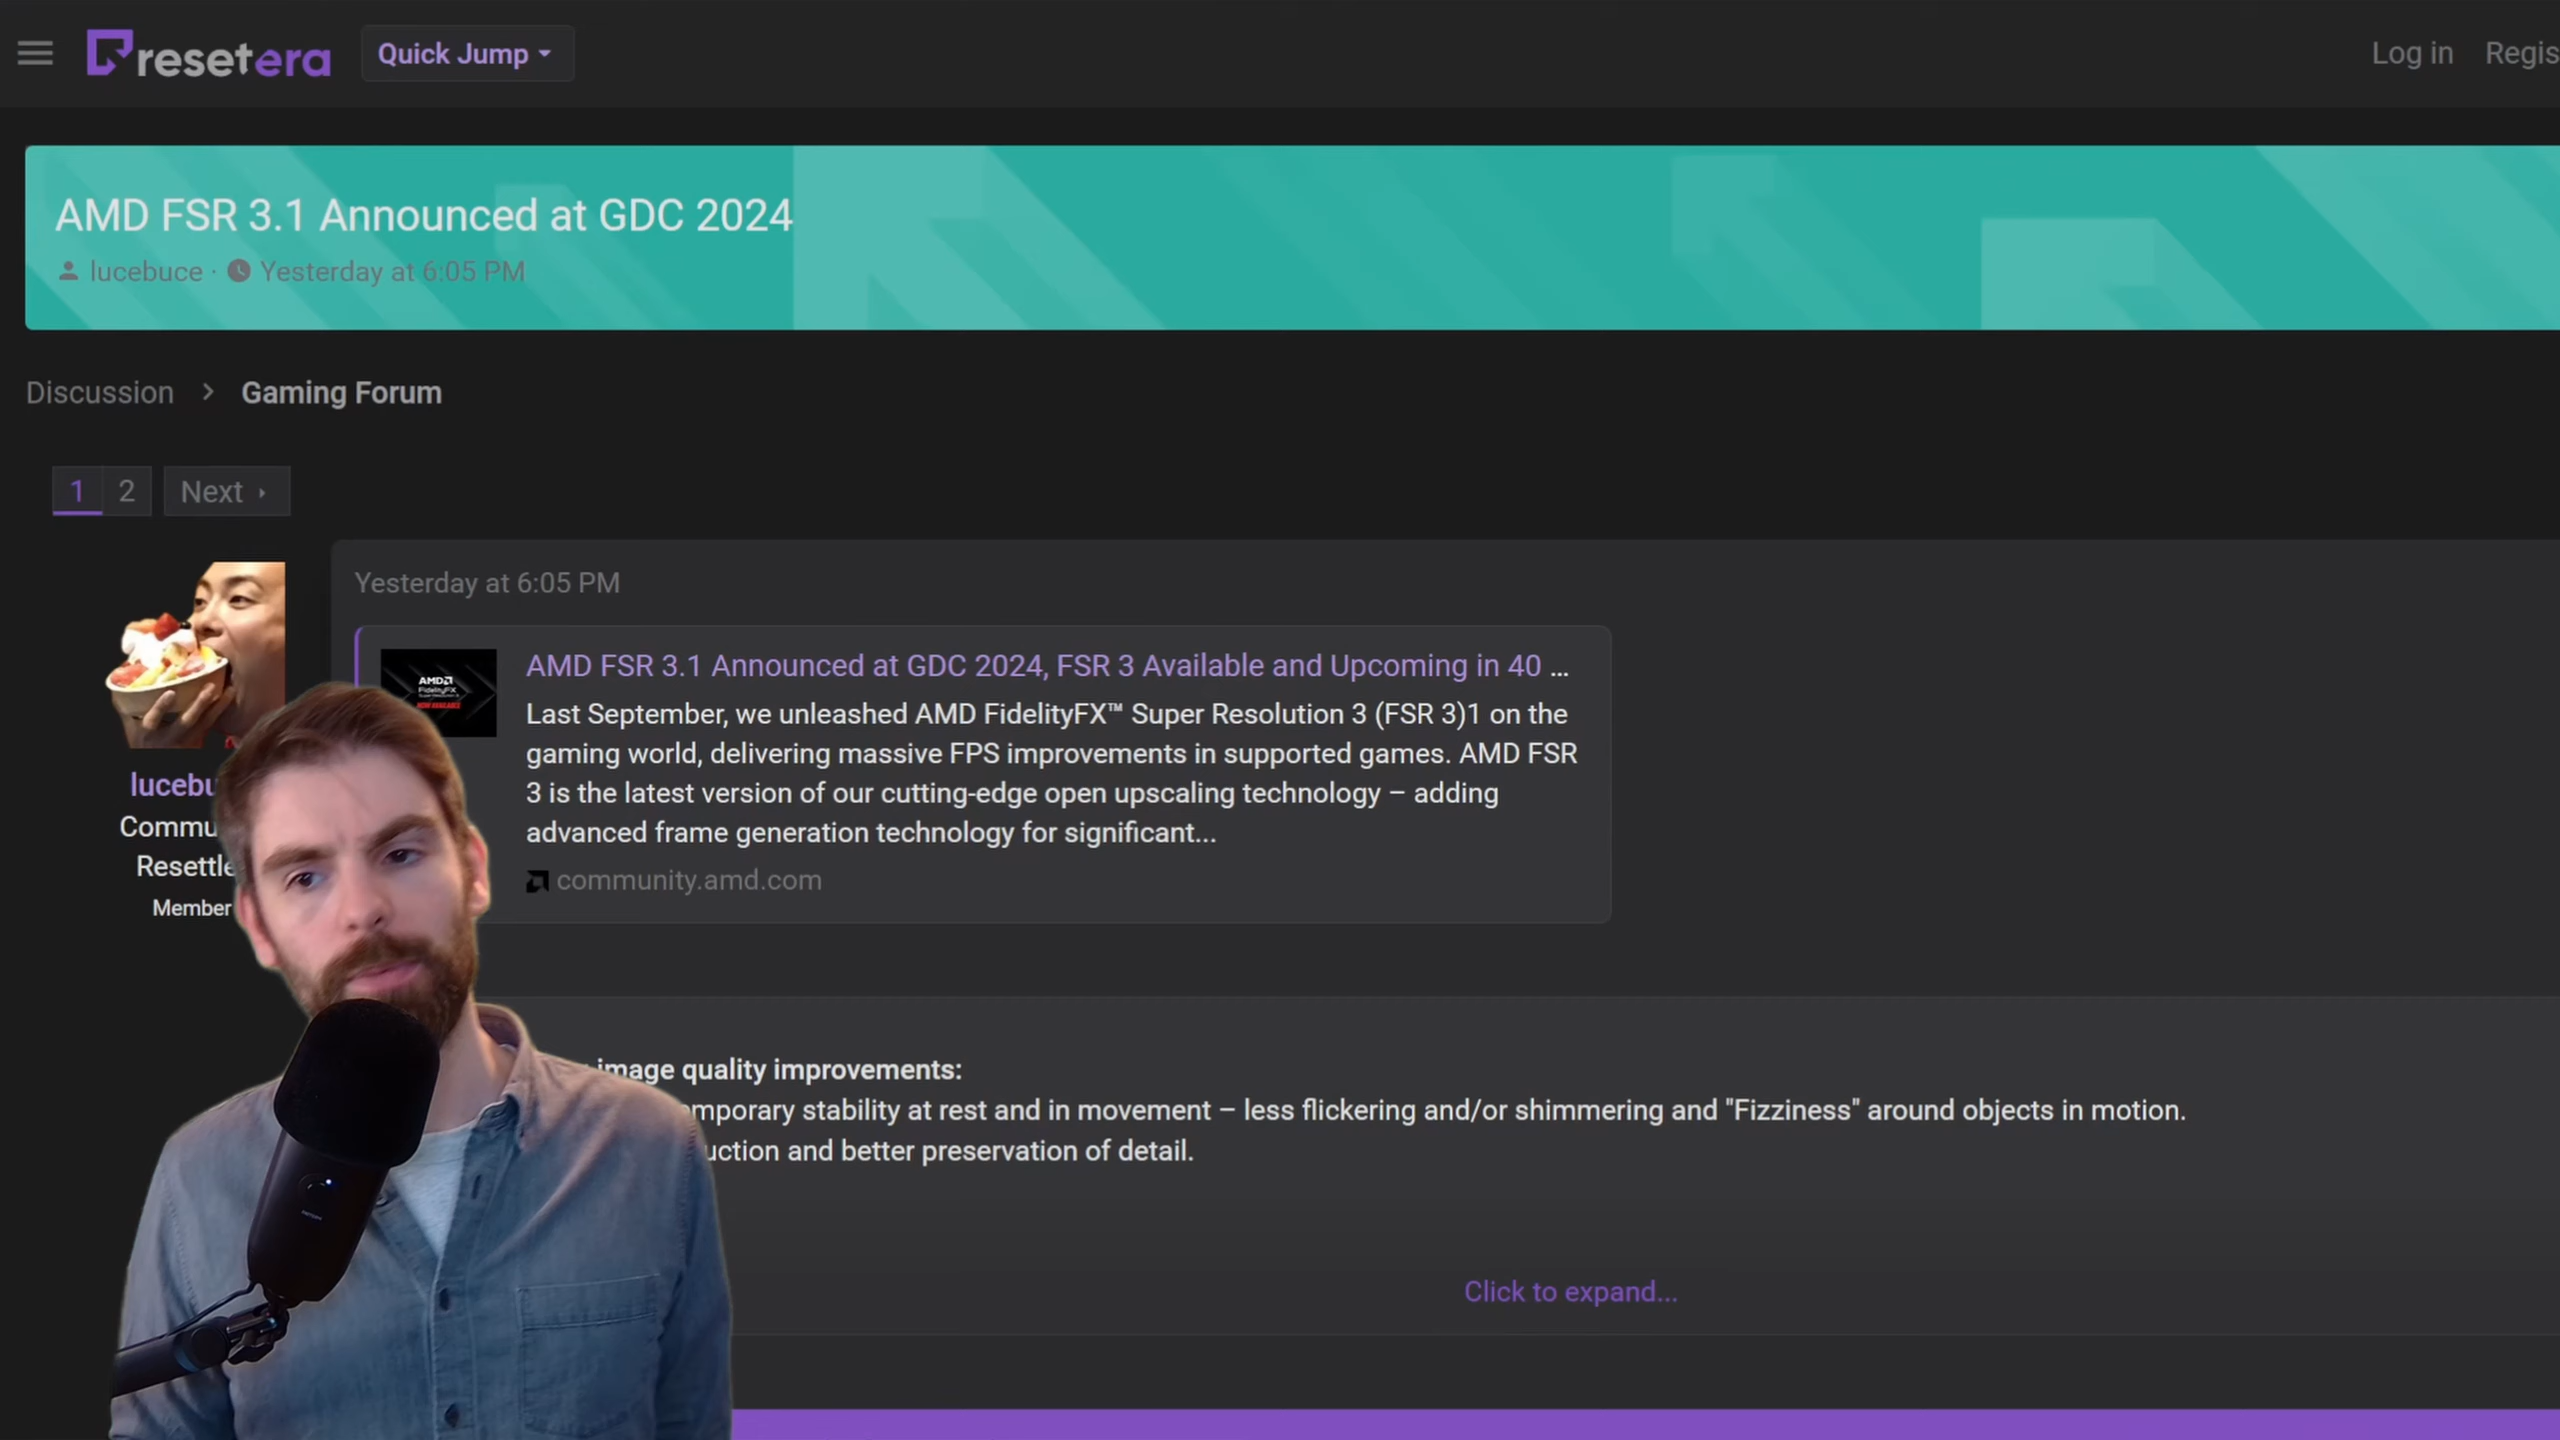 resetera
Quick Jump
Log in
AMD FSR 3.1 Announced at GDC 2024
lucebuce · Yesterday at 6:05 PM
Discussion > Gaming Forum
1 2 Next
Yesterday at 6:05 PM
AMD FSR 3.1 Announced at GDC 2024, FSR 3 Available and Upcoming in 40 ...
AMD
FidelityFX
Last September, we unleashed AMD FidelityFX™ Super Resolution 3 (FSR 3)1 on the
gaming world, delivering massive FPS improvements in supported games. AMD FSR
3 is the latest version of our cutting-edge open upscaling technology – adding
advanced frame generation technology for significant...
community.amd.com
Member
image quality improvements:
stability at rest and in movement – less flickering and/or shimmering and "Fizziness" around objects in motion.
and better preservation of detail.
Click to expand...